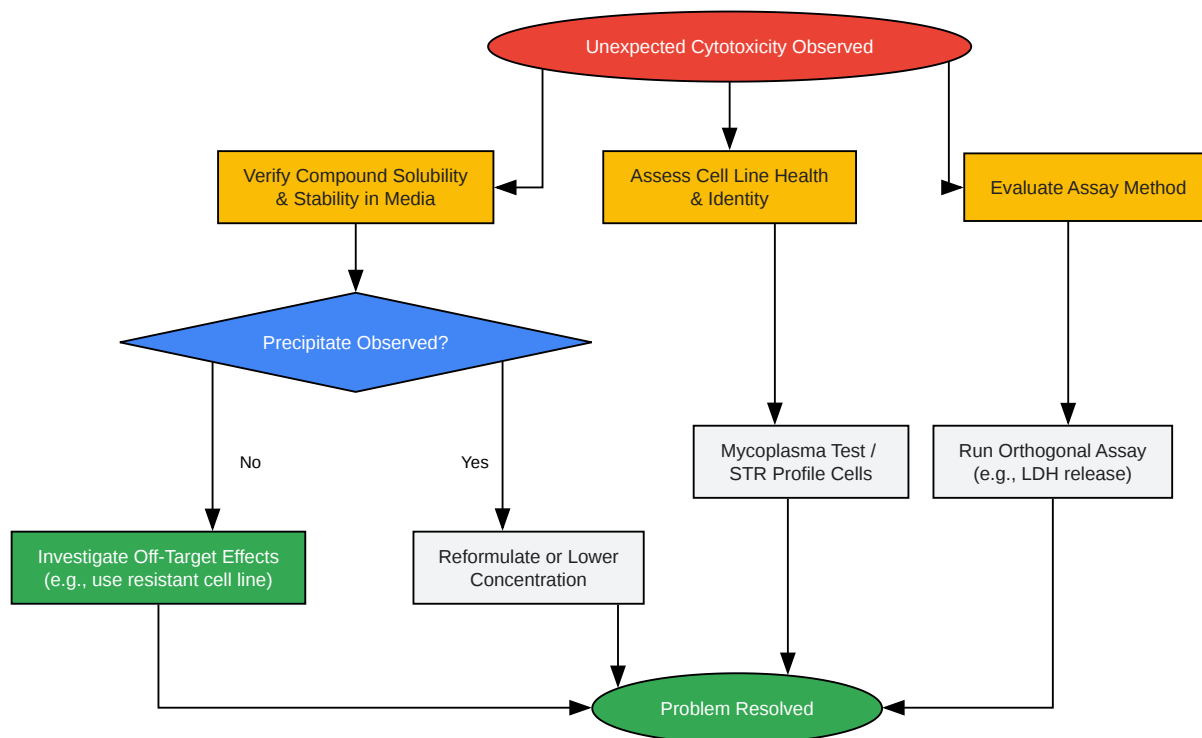 Unexpected Cytotoxicity Observed
Verify Compound Solubility
& Stability in Media
Assess Cell Line Health
& Identity
Evaluate Assay Method
Precipitate Observed?
No
Yes
Mycoplasma Test /
STR Profile Cells
Run Orthogonal Assay
(e.g., LDH release)
Investigate Off-Target Effects
(e.g., use resistant cell line)
Reformulate or Lower
Concentration
Problem Resolved